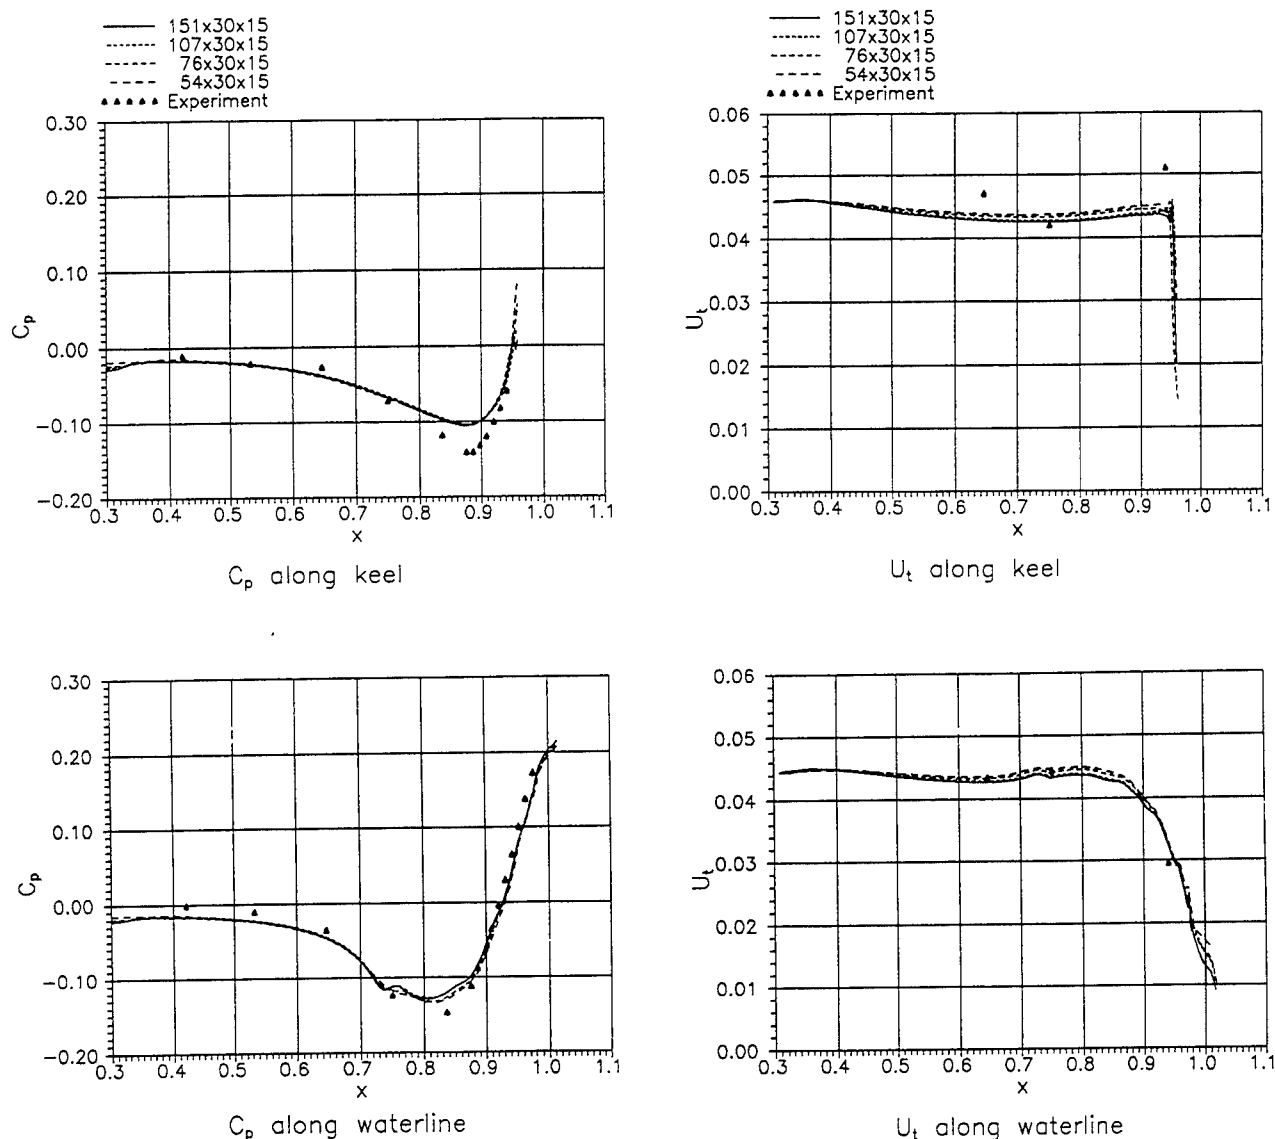 151x30x15
107x30x15
76x30x15
54x30x15
Experiment
0.30
0.20
0.10
0.00
−0.10
−0.20
C_p
0.3 0.4 0.5 0.6 0.7 0.8 0.9 1.0 1.1
x
C_p along keel
151x30x15
107x30x15
76x30x15
54x30x15
Experiment
0.06
0.05
0.04
0.03
0.02
0.01
0.00
U_t
0.3 0.4 0.5 0.6 0.7 0.8 0.9 1.0 1.1
x
U_t along keel
0.30
0.20
0.10
0.00
−0.10
−0.20
C_p
0.3 0.4 0.5 0.6 0.7 0.8 0.9 1.0 1.1
x
C_p along waterline
0.06
0.05
0.04
0.03
0.02
0.01
0.00
U_t
0.3 0.4 0.5 0.6 0.7 0.8 0.9 1.0 1.1
x
U_t along waterline